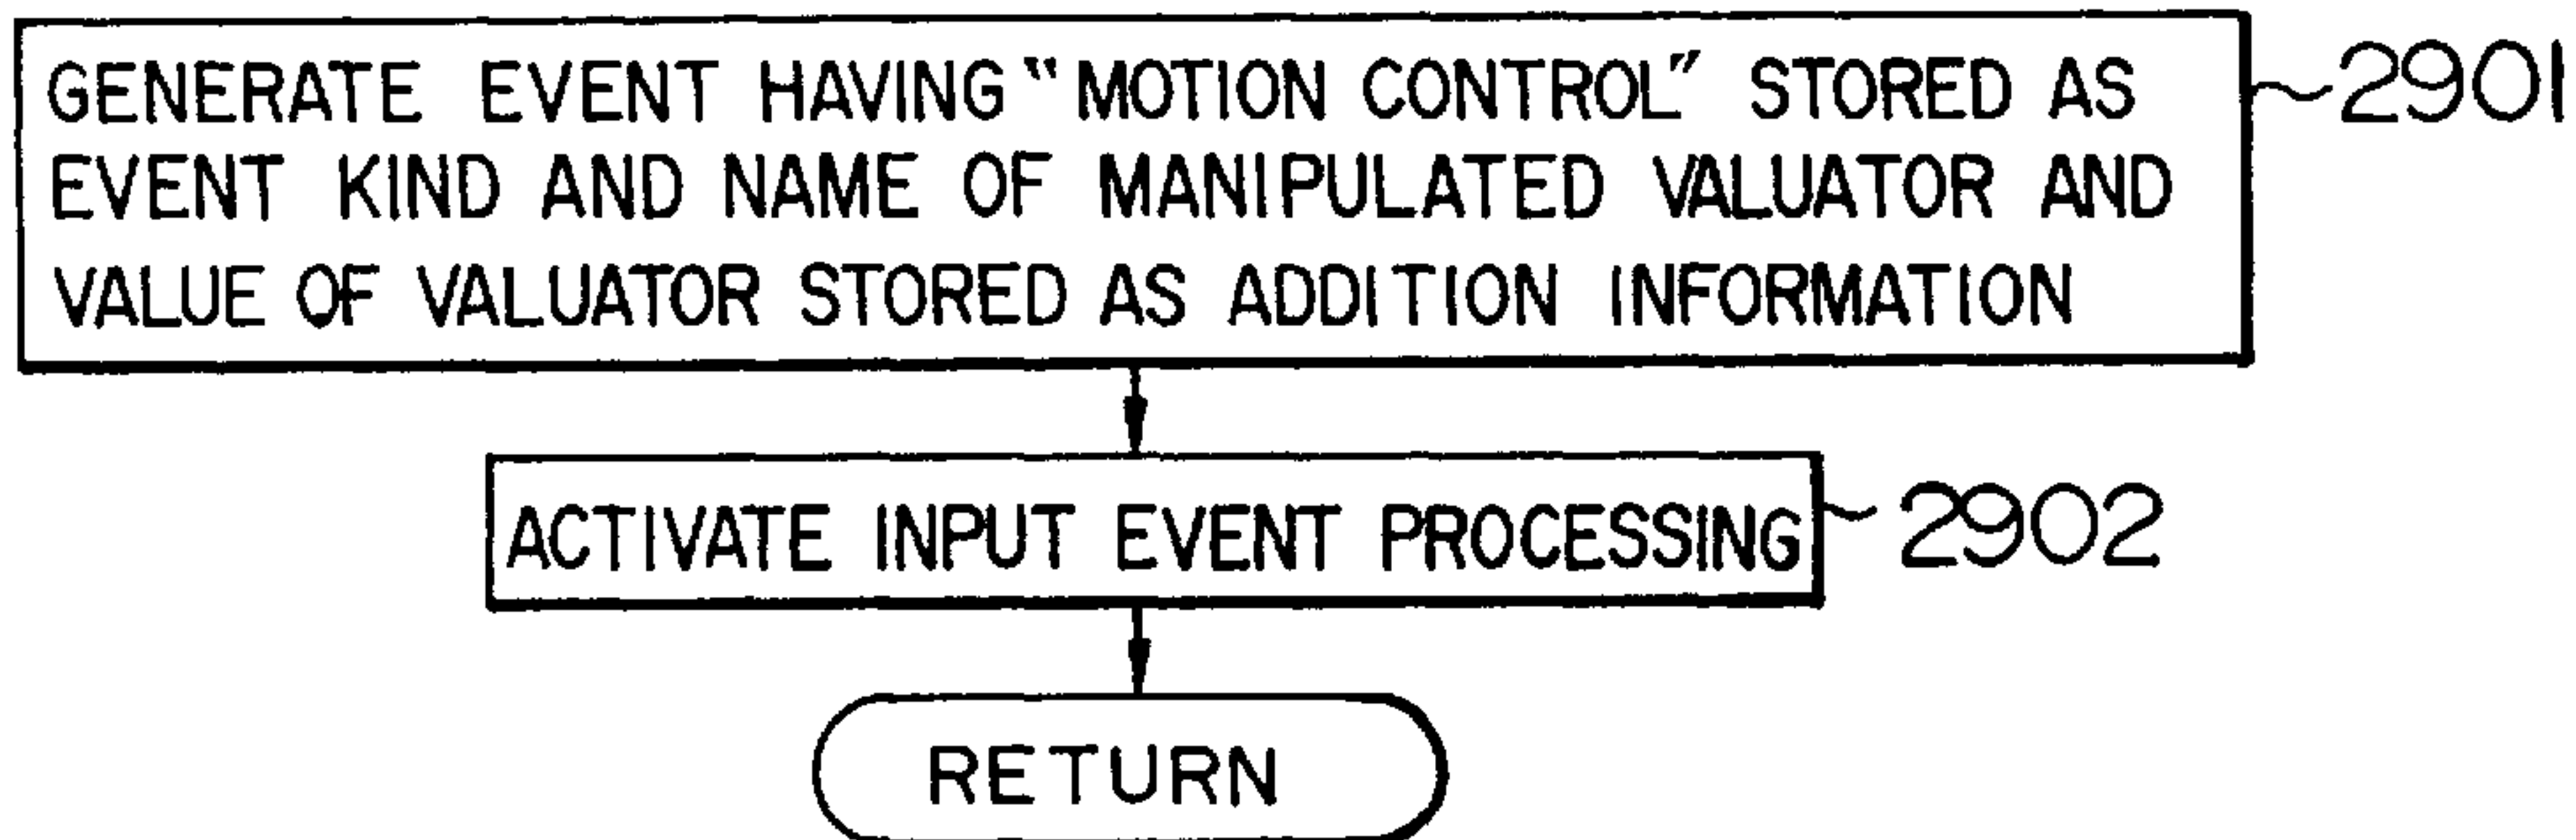 GENERATE EVENT HAVING "MOTION CONTROL" STORED AS
EVENT KIND AND NAME OF MANIPULATED VALUATOR AND
VALUE OF VALUATOR STORED AS ADDITION INFORMATION
2901
ACTIVATE INPUT EVENT PROCESSING
2902
RETURN